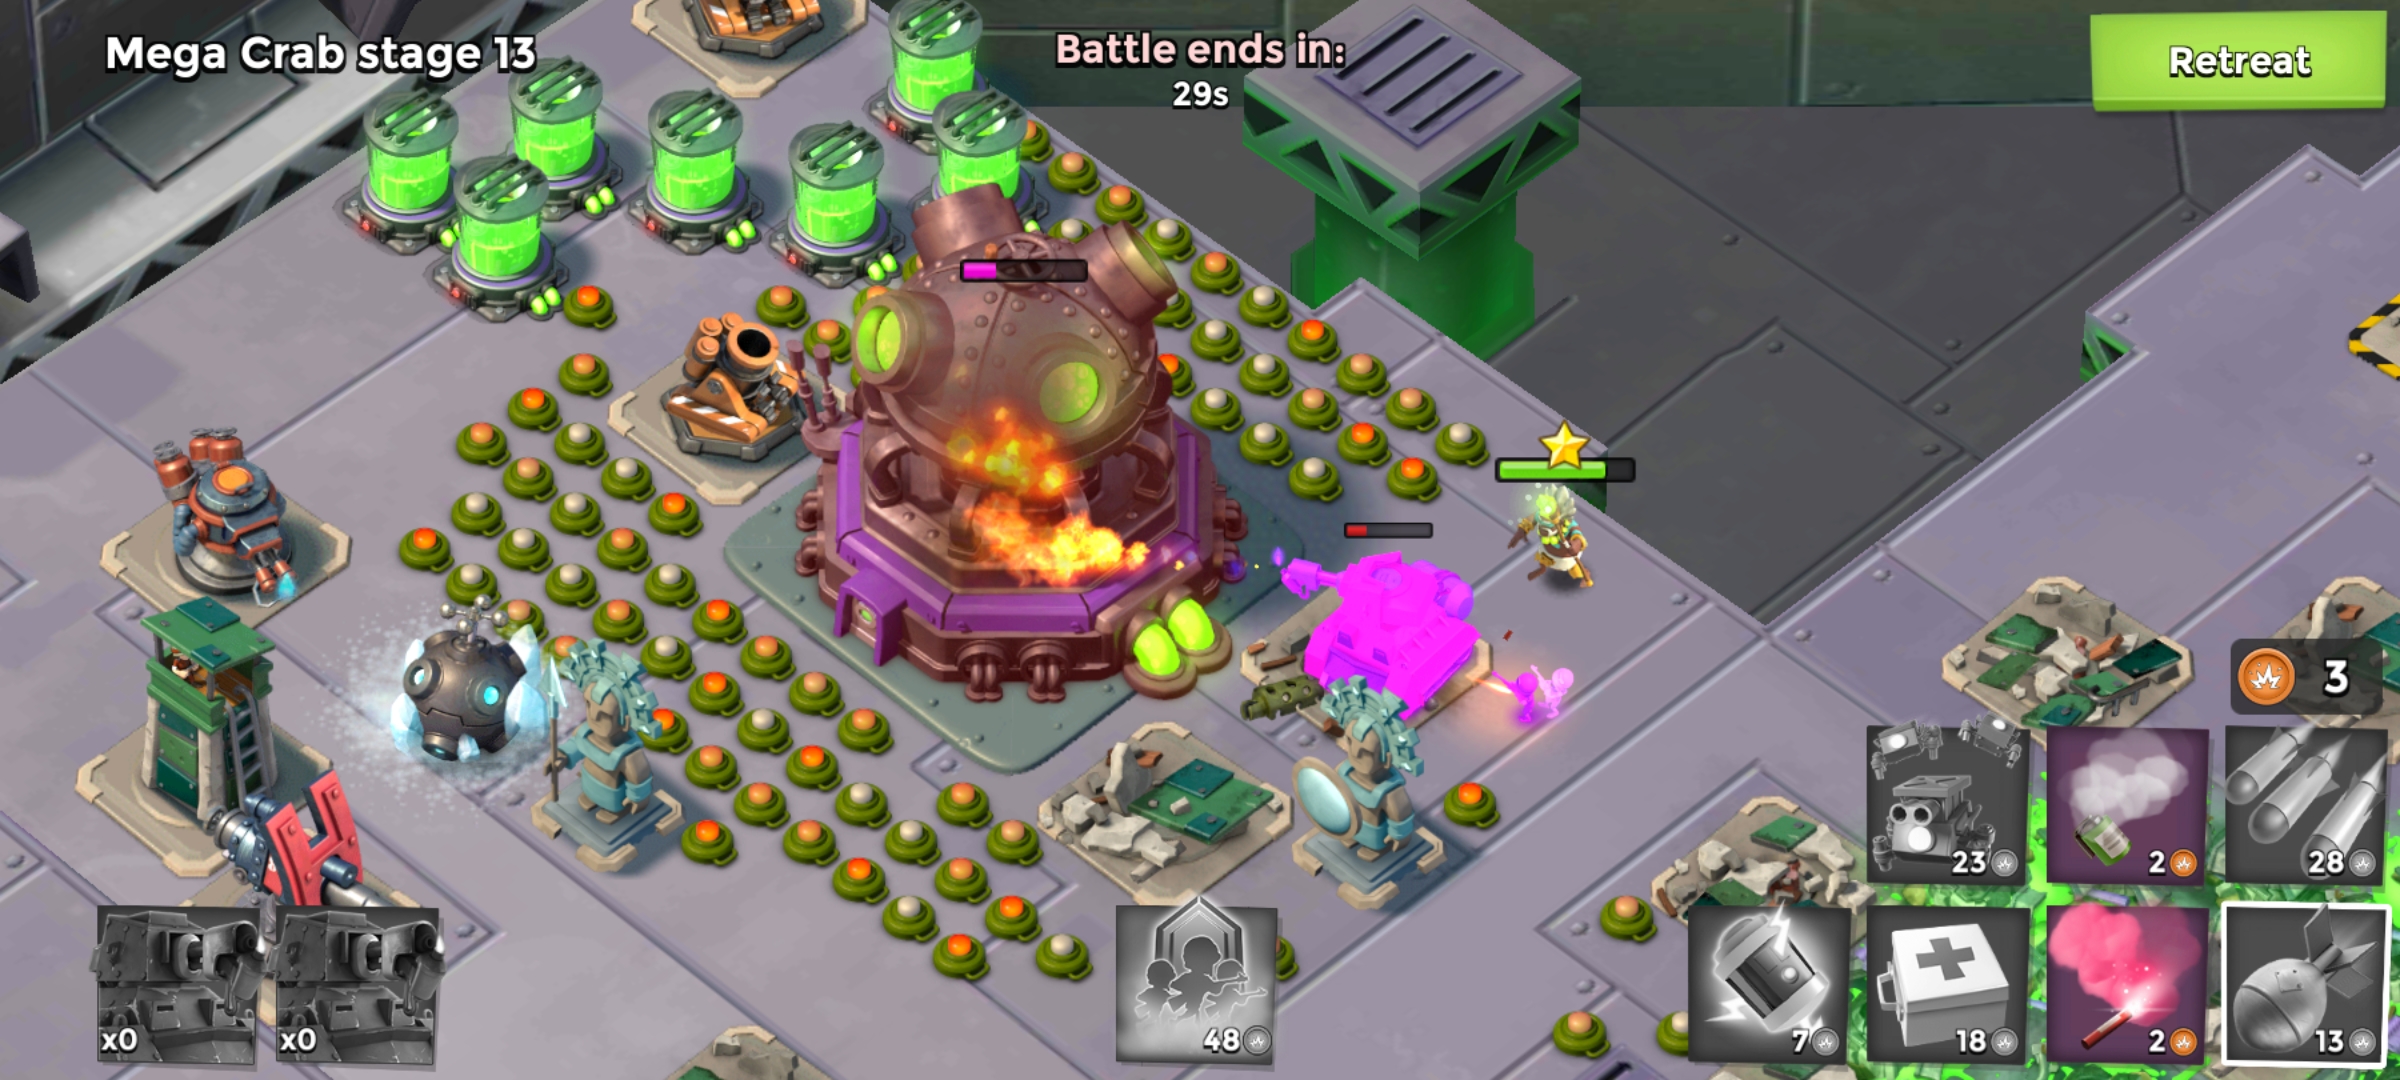 Mega Crab stage 13
Battle ends in:
29s
Retreat
3
23
2
28
x0
x0
48
7
18
2
13